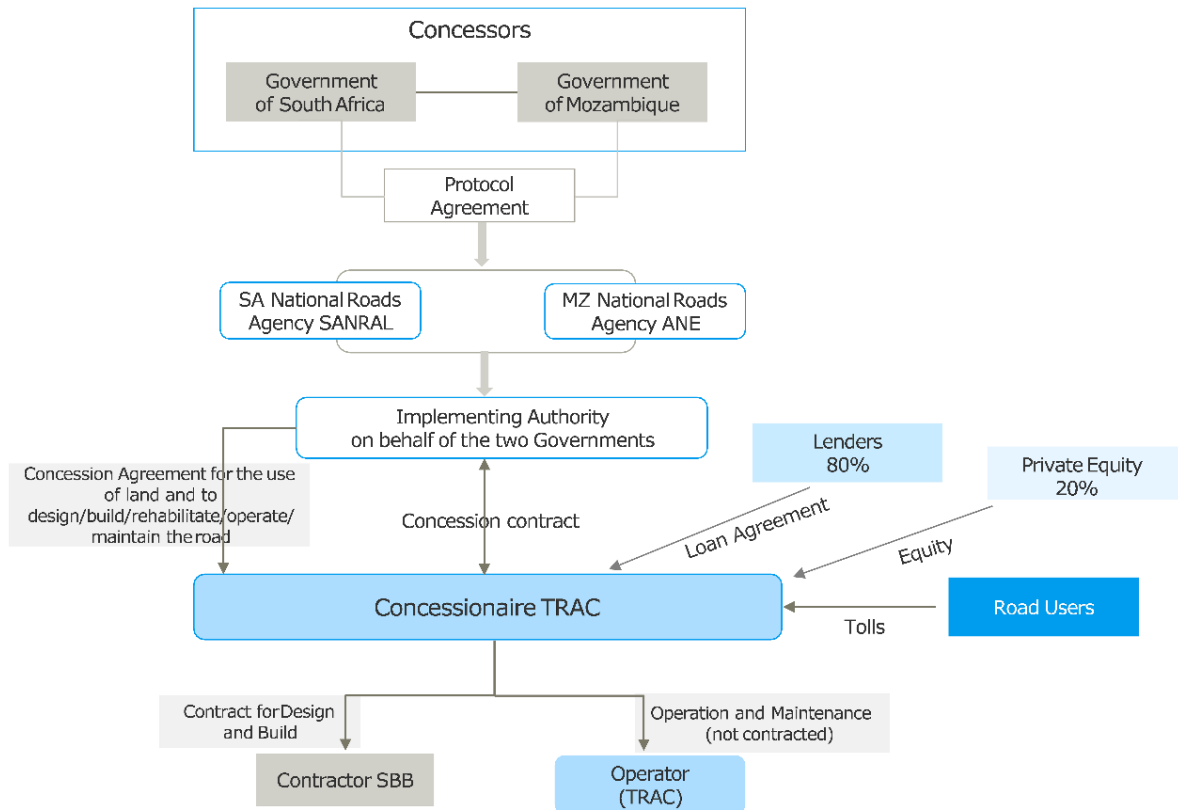 Concessors
Government
of South Africa
Government
of Mozambique
Protocol
Agreement
SA National Roads
Agency SANRAL
MZ National Roads
Agency ANE
Implementing Authority
on behalf of the two Governments
Lenders
80%
Private Equity
20%
Concession Agreement for the use
of land and to
design/build/rehabilitate/operate/
maintain the road
Concession contract
Loan Agreement
Equity
Concessionaire TRAC
Tolls
Road Users
Contract for Design
and Build
Operation and Maintenance
(not contracted)
Contractor SBB
Operator
(TRAC)